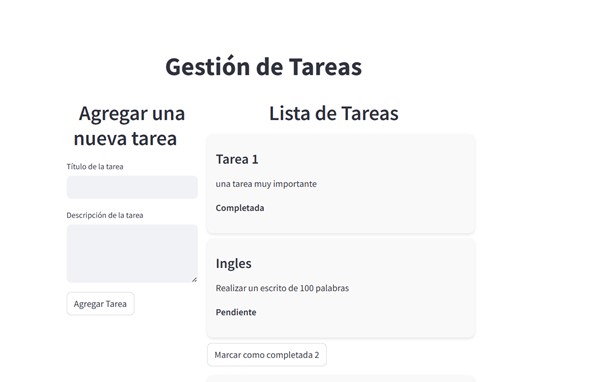 Gestión de Tareas
Agregar una
nueva tarea
Título de la tarea
Descripción de la tarea
Agregar Tarea
Lista de Tareas
Tarea 1
una tarea muy importante
Completada
Ingles
Realizar un escrito de 100 palabras
Pendiente
Marcar como completada 2